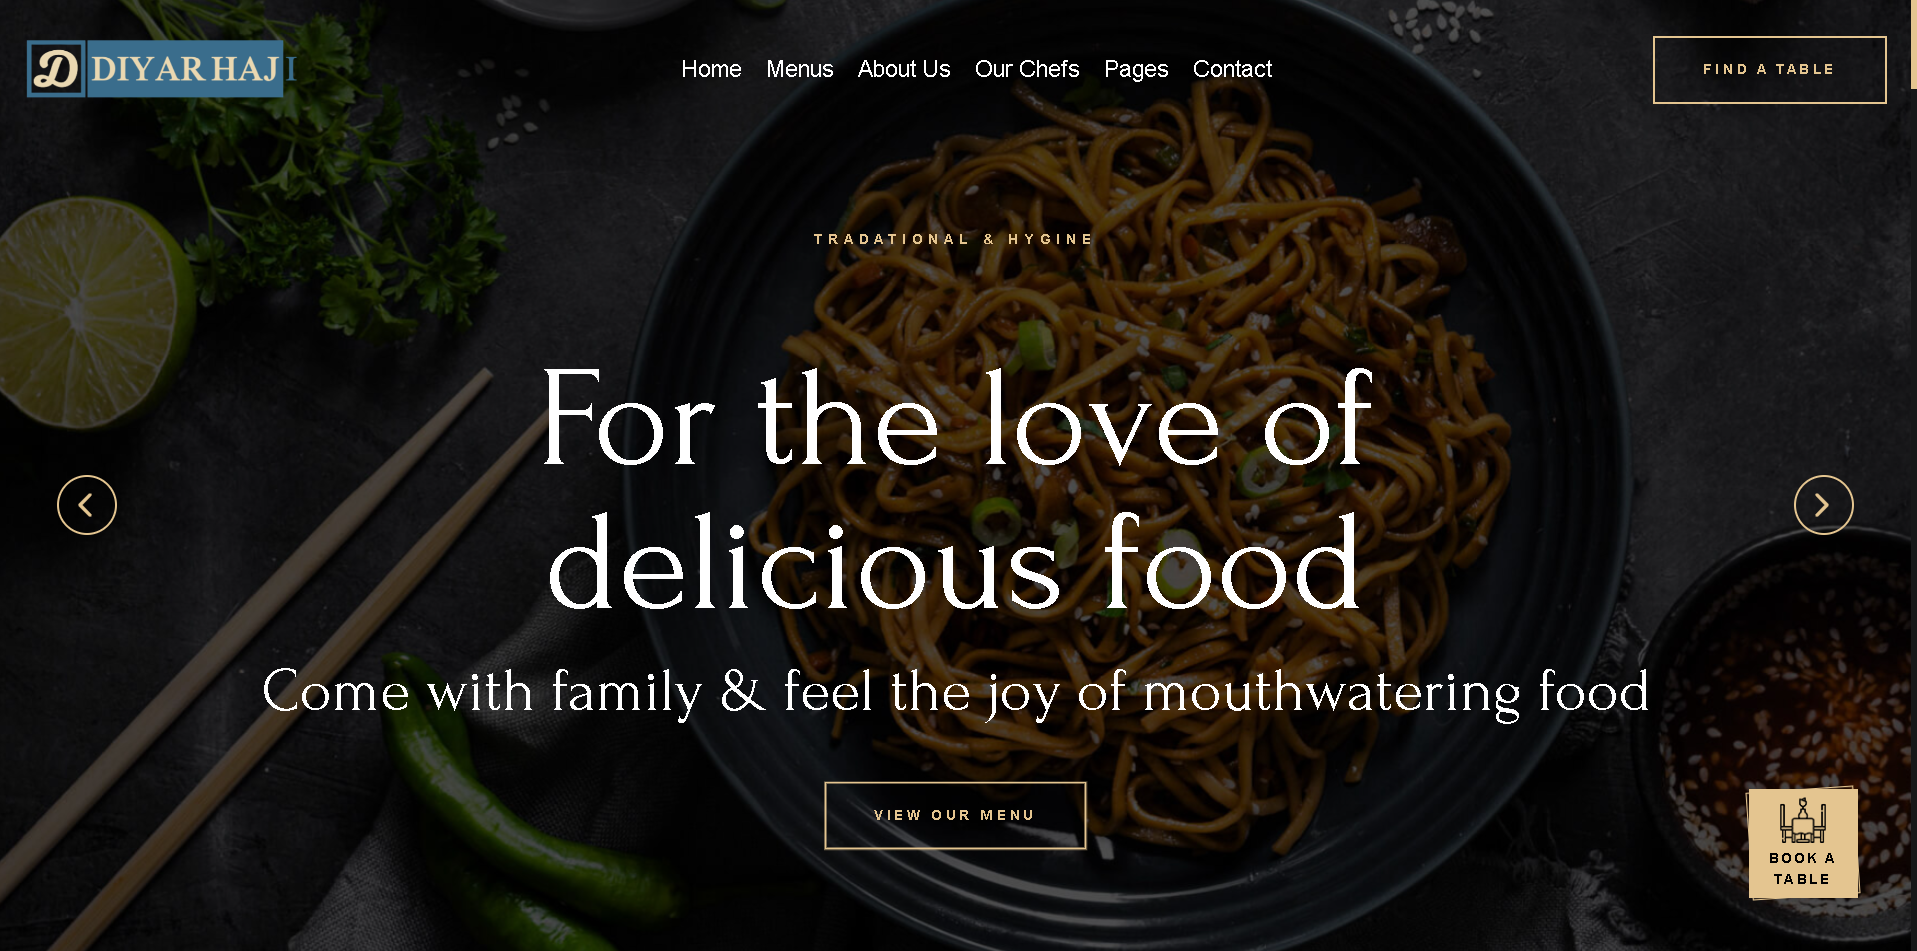 D DIYAR HAJI
Home Menus About Us Our Chefs Pages Contact
FIND A TABLE
TRADATIONAL & HYGINE
For the love of
delicious food
Come with family & feel the joy of mouthwatering food
VIEW OUR MENU
BOOK A
TABLE